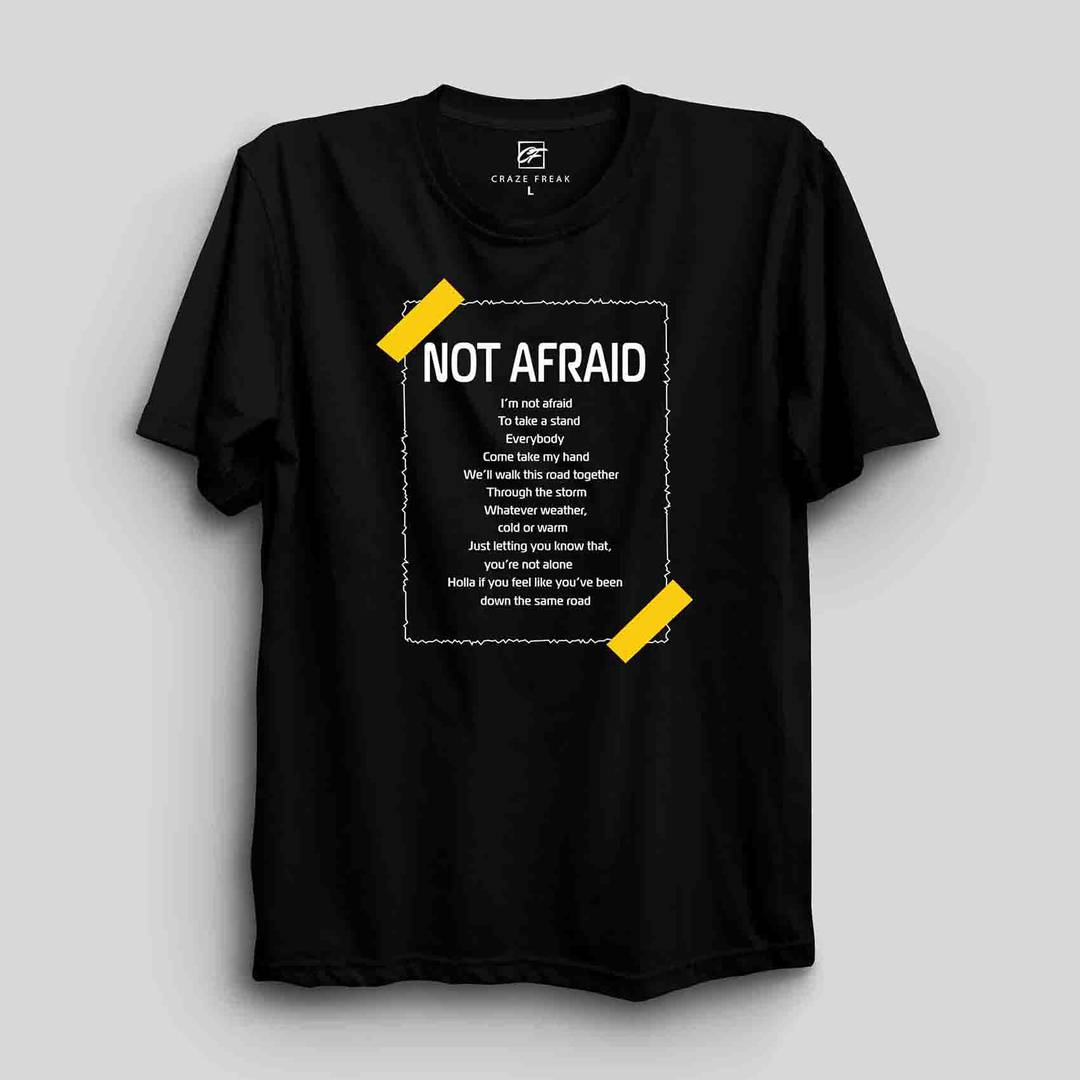 CF
CRAZE FREAK
L
NOT AFRAID
I'm not afraid
To take a stand
Everybody
Come take my hand
We'll walk this road together
Through the storm
Whatever weather,
cold or warm
Just letting you know that,
you're not alone
Holla if you feel like you've been
down the same road